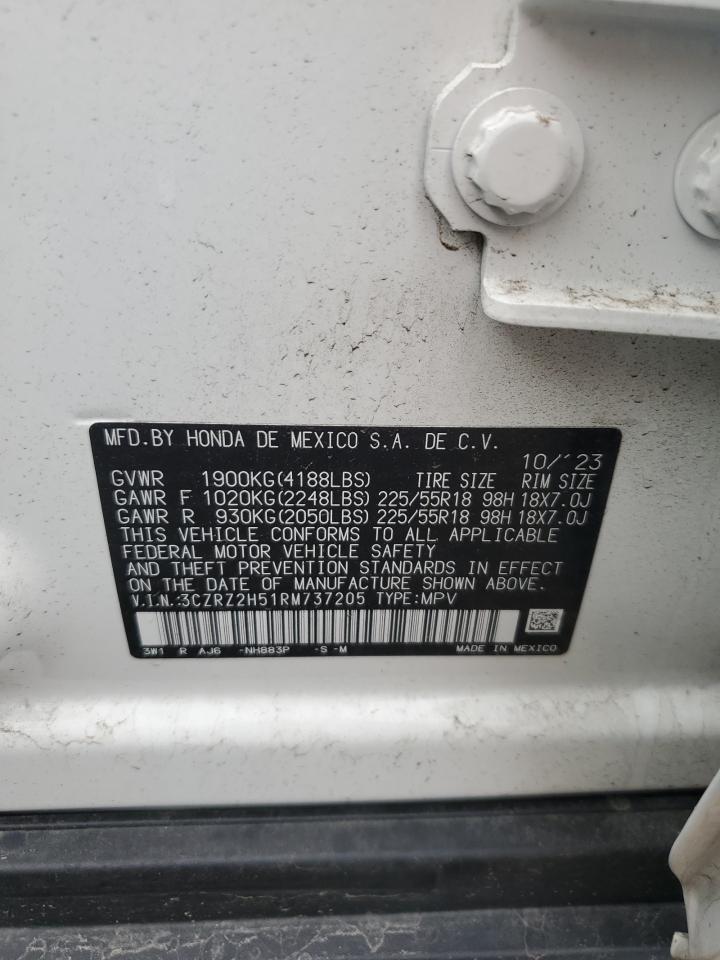 MFD.BY HONDA DE MEXICO S.A. DE C.V.
10/'23
GVWR 1900KG(4188LBS) TIRE SIZE RIM SIZE
GAWR F 1020KG(2248LBS) 225/55R18 98H 18X7.0J
GAWR R 930KG(2050LBS) 225/55R18 98H 18X7.0J
THIS VEHICLE CONFORMS TO ALL APPLICABLE
FEDERAL MOTOR VEHICLE SAFETY
AND THEFT PREVENTION STANDARDS IN EFFECT
ON THE DATE OF MANUFACTURE SHOWN ABOVE.
V.I.N.:3CZRZ2H51RM737205 TYPE:MPV
3W1 R AJ6 -NH883P -S -M MADE IN MEXICO